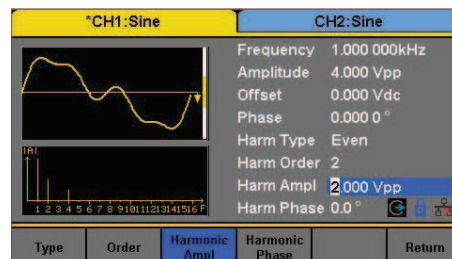 *CH1:Sine
CH2:Sine
Frequency 1.000 000kHz
Amplitude 4.000 Vpp
Offset 0.000 Vdc
Phase 0.000 0 °
Harm Type Even
Harm Order 2
Harm Ampl 2.000 Vpp
Harm Phase 0.0 °
|A|
1 2 3 4 5 6 7 8 9 10 11 12 13 14 15 16 F
Type
Order
Harmonic Ampl
Harmonic Phase
Return